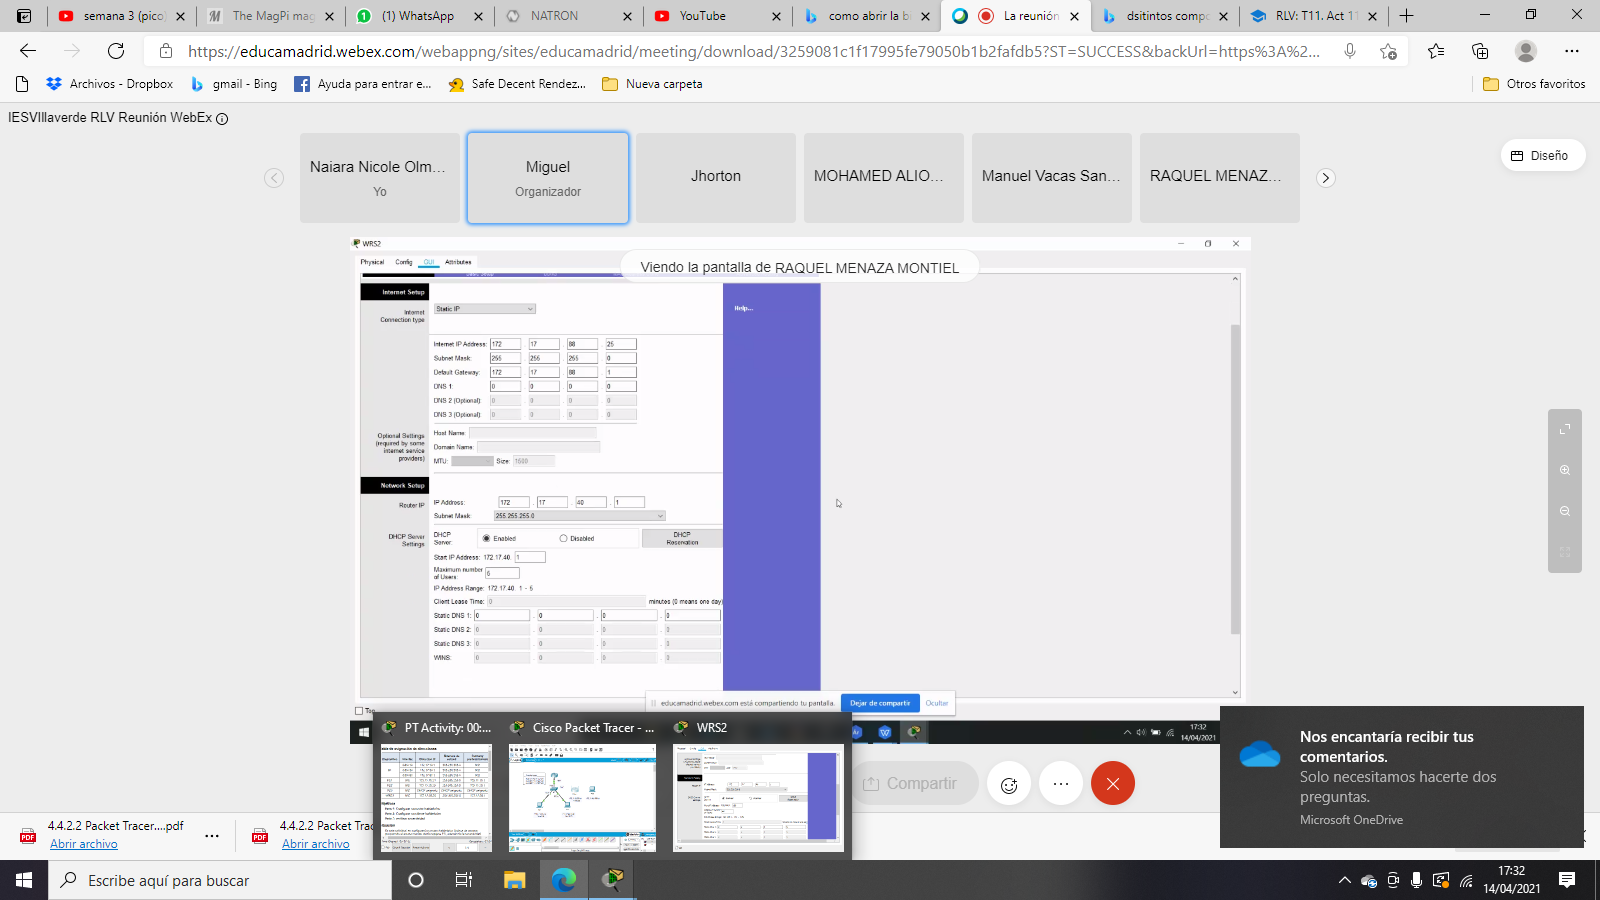 semana 3 (pico)
The MagPi mag
(1) WhatsApp
NATRON
YouTube
como abrir la b
La reunión
dsitintos compo
RLV: T11. Act 11
https://educamadrid.webex.com/webappng/sites/educamadrid/meeting/download/3259081c1f17995fe79050b1b2fafdb5?ST=SUCCESS&backUrl=https%3A%2...
Archivos - Dropbox
gmail - Bing
Ayuda para entrar e...
Safe Decent Rendez...
Nueva carpeta
Otros favoritos
IESVIllaverde RLV Reunión WebEx
Naiara Nicole Olm...
Yo
Miguel
Organizador
Jhorton
MOHAMED ALIO...
Manuel Vacas San...
RAQUEL MENAZ...
Diseño
WRS2
Physical Config GUI Attributes
Viendo la pantalla de RAQUEL MENAZA MONTIEL
Internet Setup
Internet
Connection type
Static IP
Help...
Internet IP Address: 172 . 17 . 88 . 25
Subnet Mask: 255 . 255 . 255 . 0
Default Gateway: 172 . 17 . 88 . 1
DNS 1: 0 . 0 . 0 . 0
DNS 2 (Optional): 0 . 0 . 0 . 0
DNS 3 (Optional): 0 . 0 . 0 . 0
Optional Settings
(required by some
internet service
providers)
Host Name:
Domain Name:
MTU: Size: 1500
Network Setup
Router IP
IP Address: 172 . 17 . 40 . 1
Subnet Mask: 255.255.255.0
DHCP Server
Settings
DHCP
Server:
Enabled
Disabled
DHCP
Reservation
Start IP Address: 172.17.40. 1
Maximum number
of Users: 5
IP Address Range: 172.17.40. 1 - 5
Client Lease Time: 0 minutes (0 means one day)
Static DNS 1: 0 . 0 . 0 . 0
Static DNS 2: 0 . 0 . 0 . 0
Static DNS 3: 0 . 0 . 0 . 0
WINS: 0 . 0 . 0 . 0
educamadrid.webex.com está compartiendo tu pantalla.
Dejar de compartir
Ocultar
Top
17:32
14/04/2021
PT Activity: 00:...
Cisco Packet Tracer - ...
WRS2
Compartir
Nos encantaría recibir tus
comentarios.
Solo necesitamos hacerte dos
preguntas.
Microsoft OneDrive
4.4.2.2 Packet Tracer....pdf
Abrir archivo
4.4.2.2 Packet Trac
Abrir archivo
Escribe aquí para buscar
17:32
14/04/2021